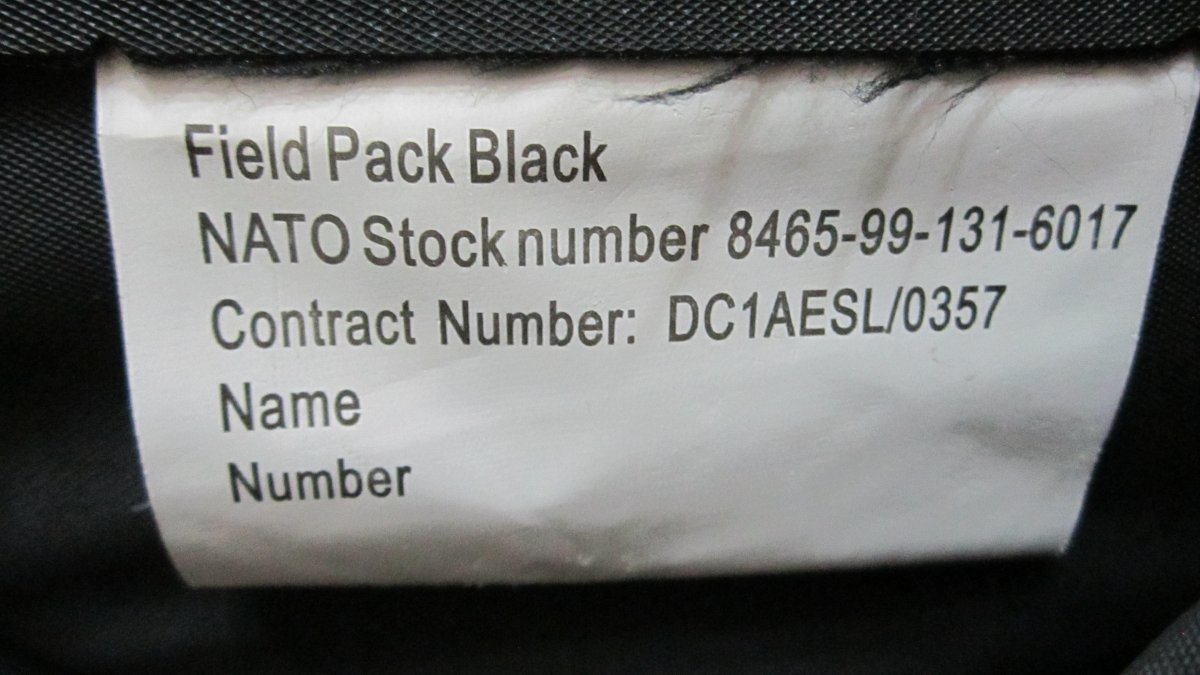 Field Pack Black
NATO Stock number 8465-99-131-6017
Contract Number: DC1AESL/0357
Name
Number